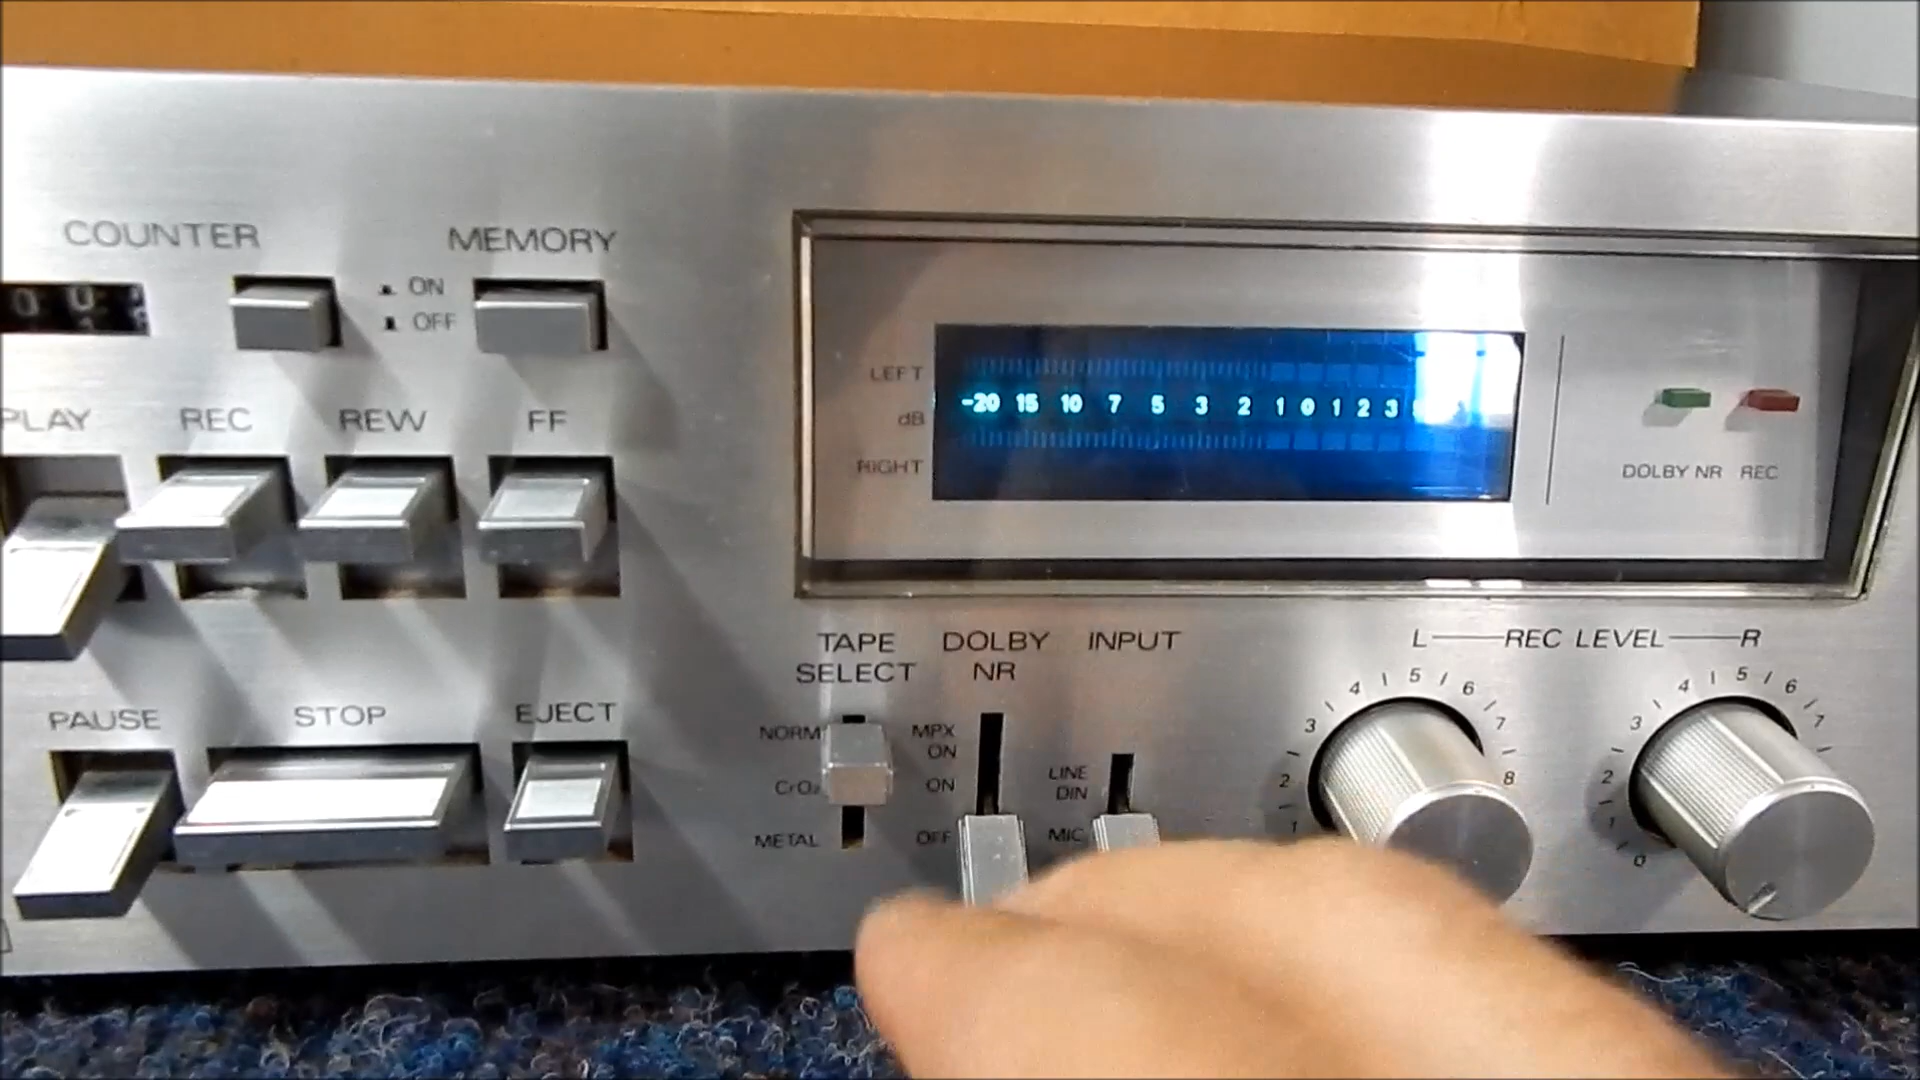 COUNTER
MEMORY
ON
OFF
PLAY
REC
REW
FF
PAUSE
STOP
EJECT
LEFT
dB
RIGHT
-20 15 10 7 5 3 2 1 0 1 2 3
DOLBY NR
REC
TAPE
SELECT
NORM
CrO₂
METAL
DOLBY
NR
MPX
ON
ON
OFF
INPUT
LINE
DIN
MIC
L REC LEVEL R
1 2 3 4 5 6 7 8
0 1 2 3 4 5 6 7